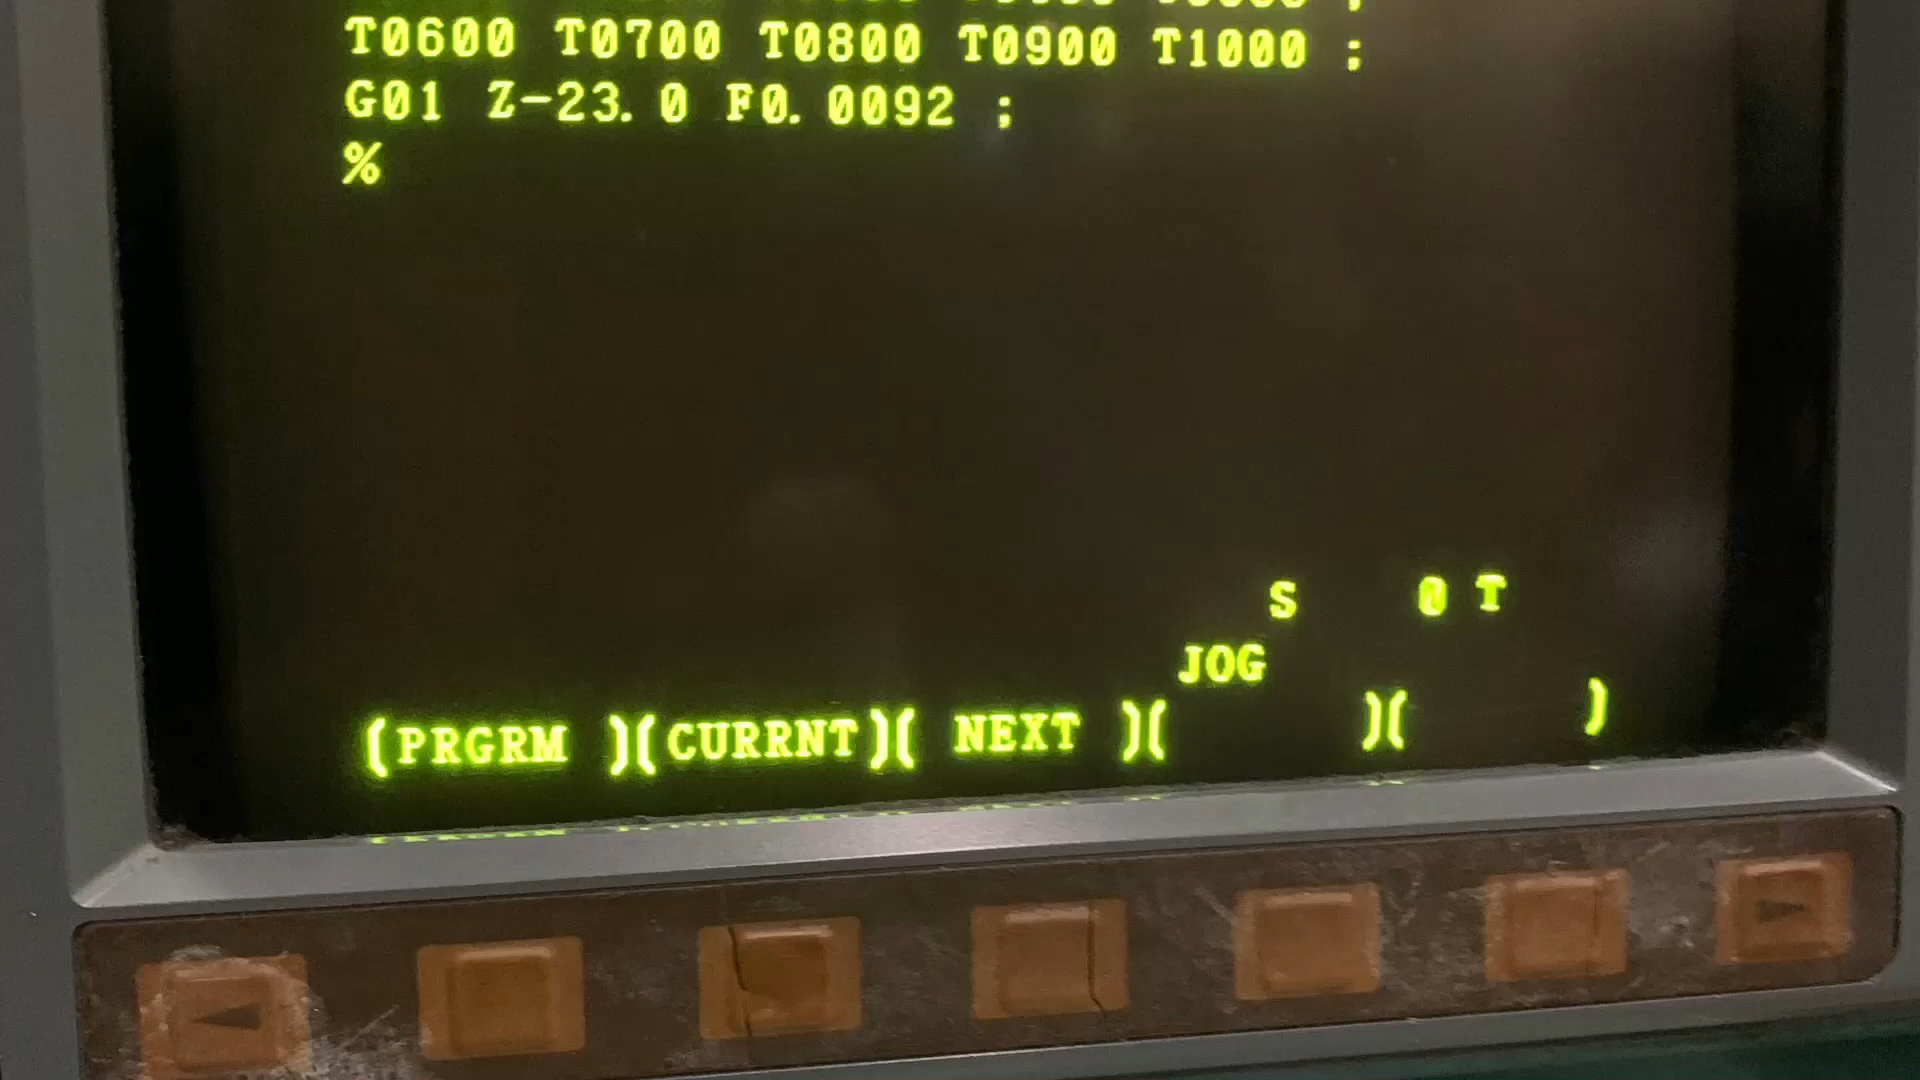 T0600 T0700 T0800 T0900 T1000 ;
G01 Z-23.0 F0.0092 ;
%
S 0 T
JOG
(PRGRM )(CURRNT)( NEXT )( )( )